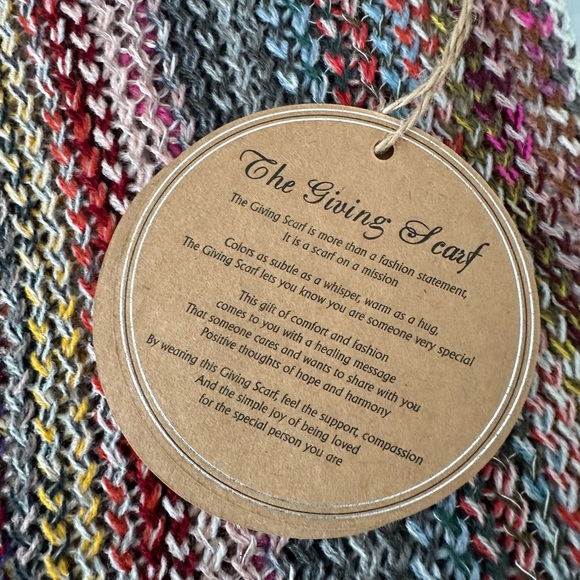 The Giving Scarf
The Giving Scarf is more than a fashion statement,
It is a scarf on a mission
Colors as subtle as a whisper, warm as a hug,
The Giving Scarf lets you know you are someone very special
This gift of comfort and fashion
comes to you with a healing message
That someone cares and wants to share with you
Positive thoughts of hope and harmony
By wearing this Giving Scarf, feel the support, compassion
And the simple joy of being loved
for the special person you are